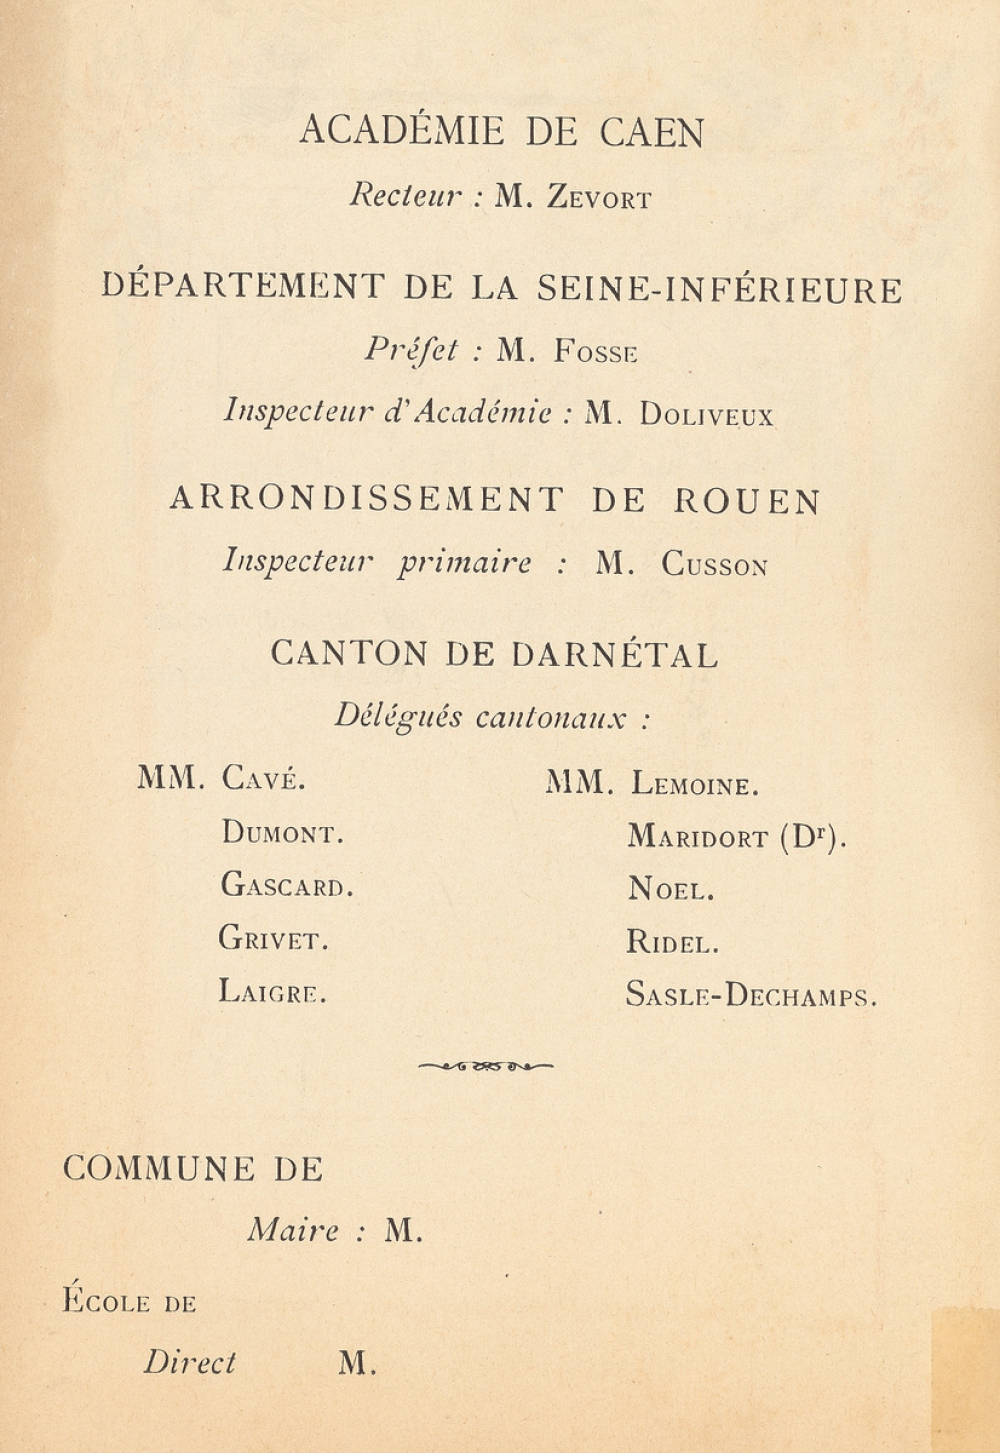 ACADÉMIE DE CAEN
Recteur : M. ZEVORT
DÉPARTEMENT DE LA SEINE-INFÉRIEURE
Préfet : M. FOSSE
Inspecteur d'Académie : M. DOLIVEUX
ARRONDISSEMENT DE ROUEN
Inspecteur primaire : M. CUSSON
CANTON DE DARNÉTAL
Délégués cantonaux :
MM. CAVÉ.
DUMONT.
GASCARD.
GRIVET.
LAIGRE.
MM. LEMOINE.
MARIDORT (Dʳ).
NOEL.
RIDEL.
SASLE-DECHAMPS.
COMMUNE DE
Maire : M.
ÉCOLE DE
Direct M.